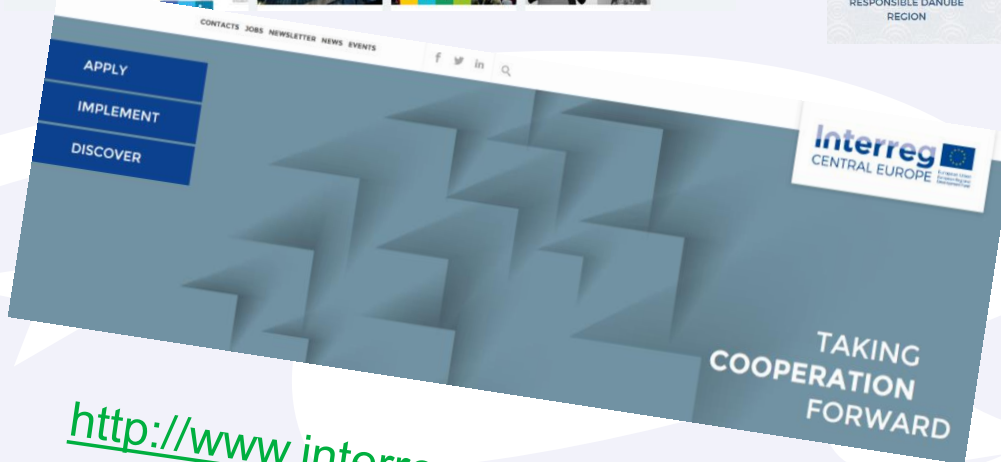 RESPONSIBLE DANUBE
REGION
CONTACTS JOBS NEWSLETTER NEWS EVENTS
APPLY
IMPLEMENT
DISCOVER
Interreg
CENTRAL EUROPE
TAKING
COOPERATION
FORWARD
http://www.interre